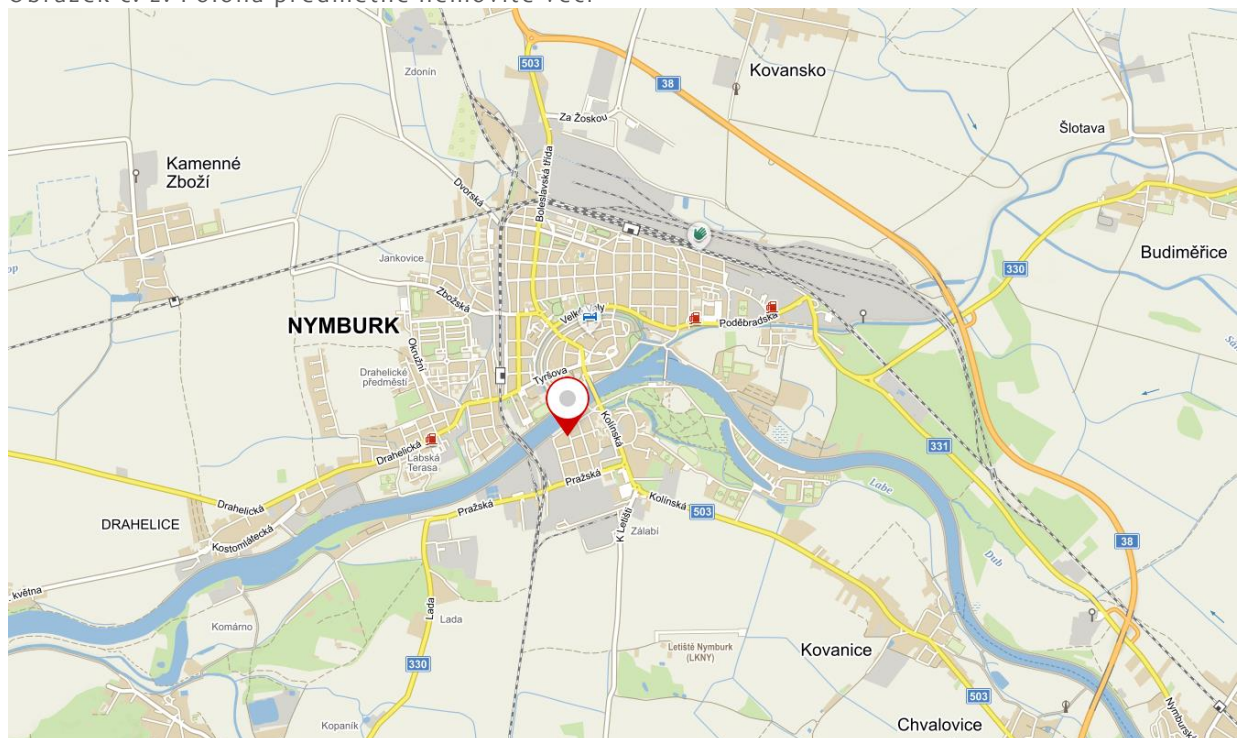 Obrázek č. 2: Poloha předmětné nemovité věci
Zdonín
503
38
Kovansko
Za Žoskou
Šlotava
Kamenné
Zboží
Boleslavská třída
Dvorská
Jankovice
Budiměřice
330
Zbožská
NYMBURK
Poděbradská
Okružní
Drahelické
předměstí
Tyršova
Kolínská
Drahelická
Labská
Terasa
331
Pražská
Labe
Drahelická
DRAHELICE
Kostomlátecká
Pražská
K Letišti
Kolínská
503
Zálabí
38
Dub
května
Komárno
Lada
Lada
Letiště Nymburk
(LKNY)
Kovanice
330
503
Kopaník
Chvalovice
Nymburská